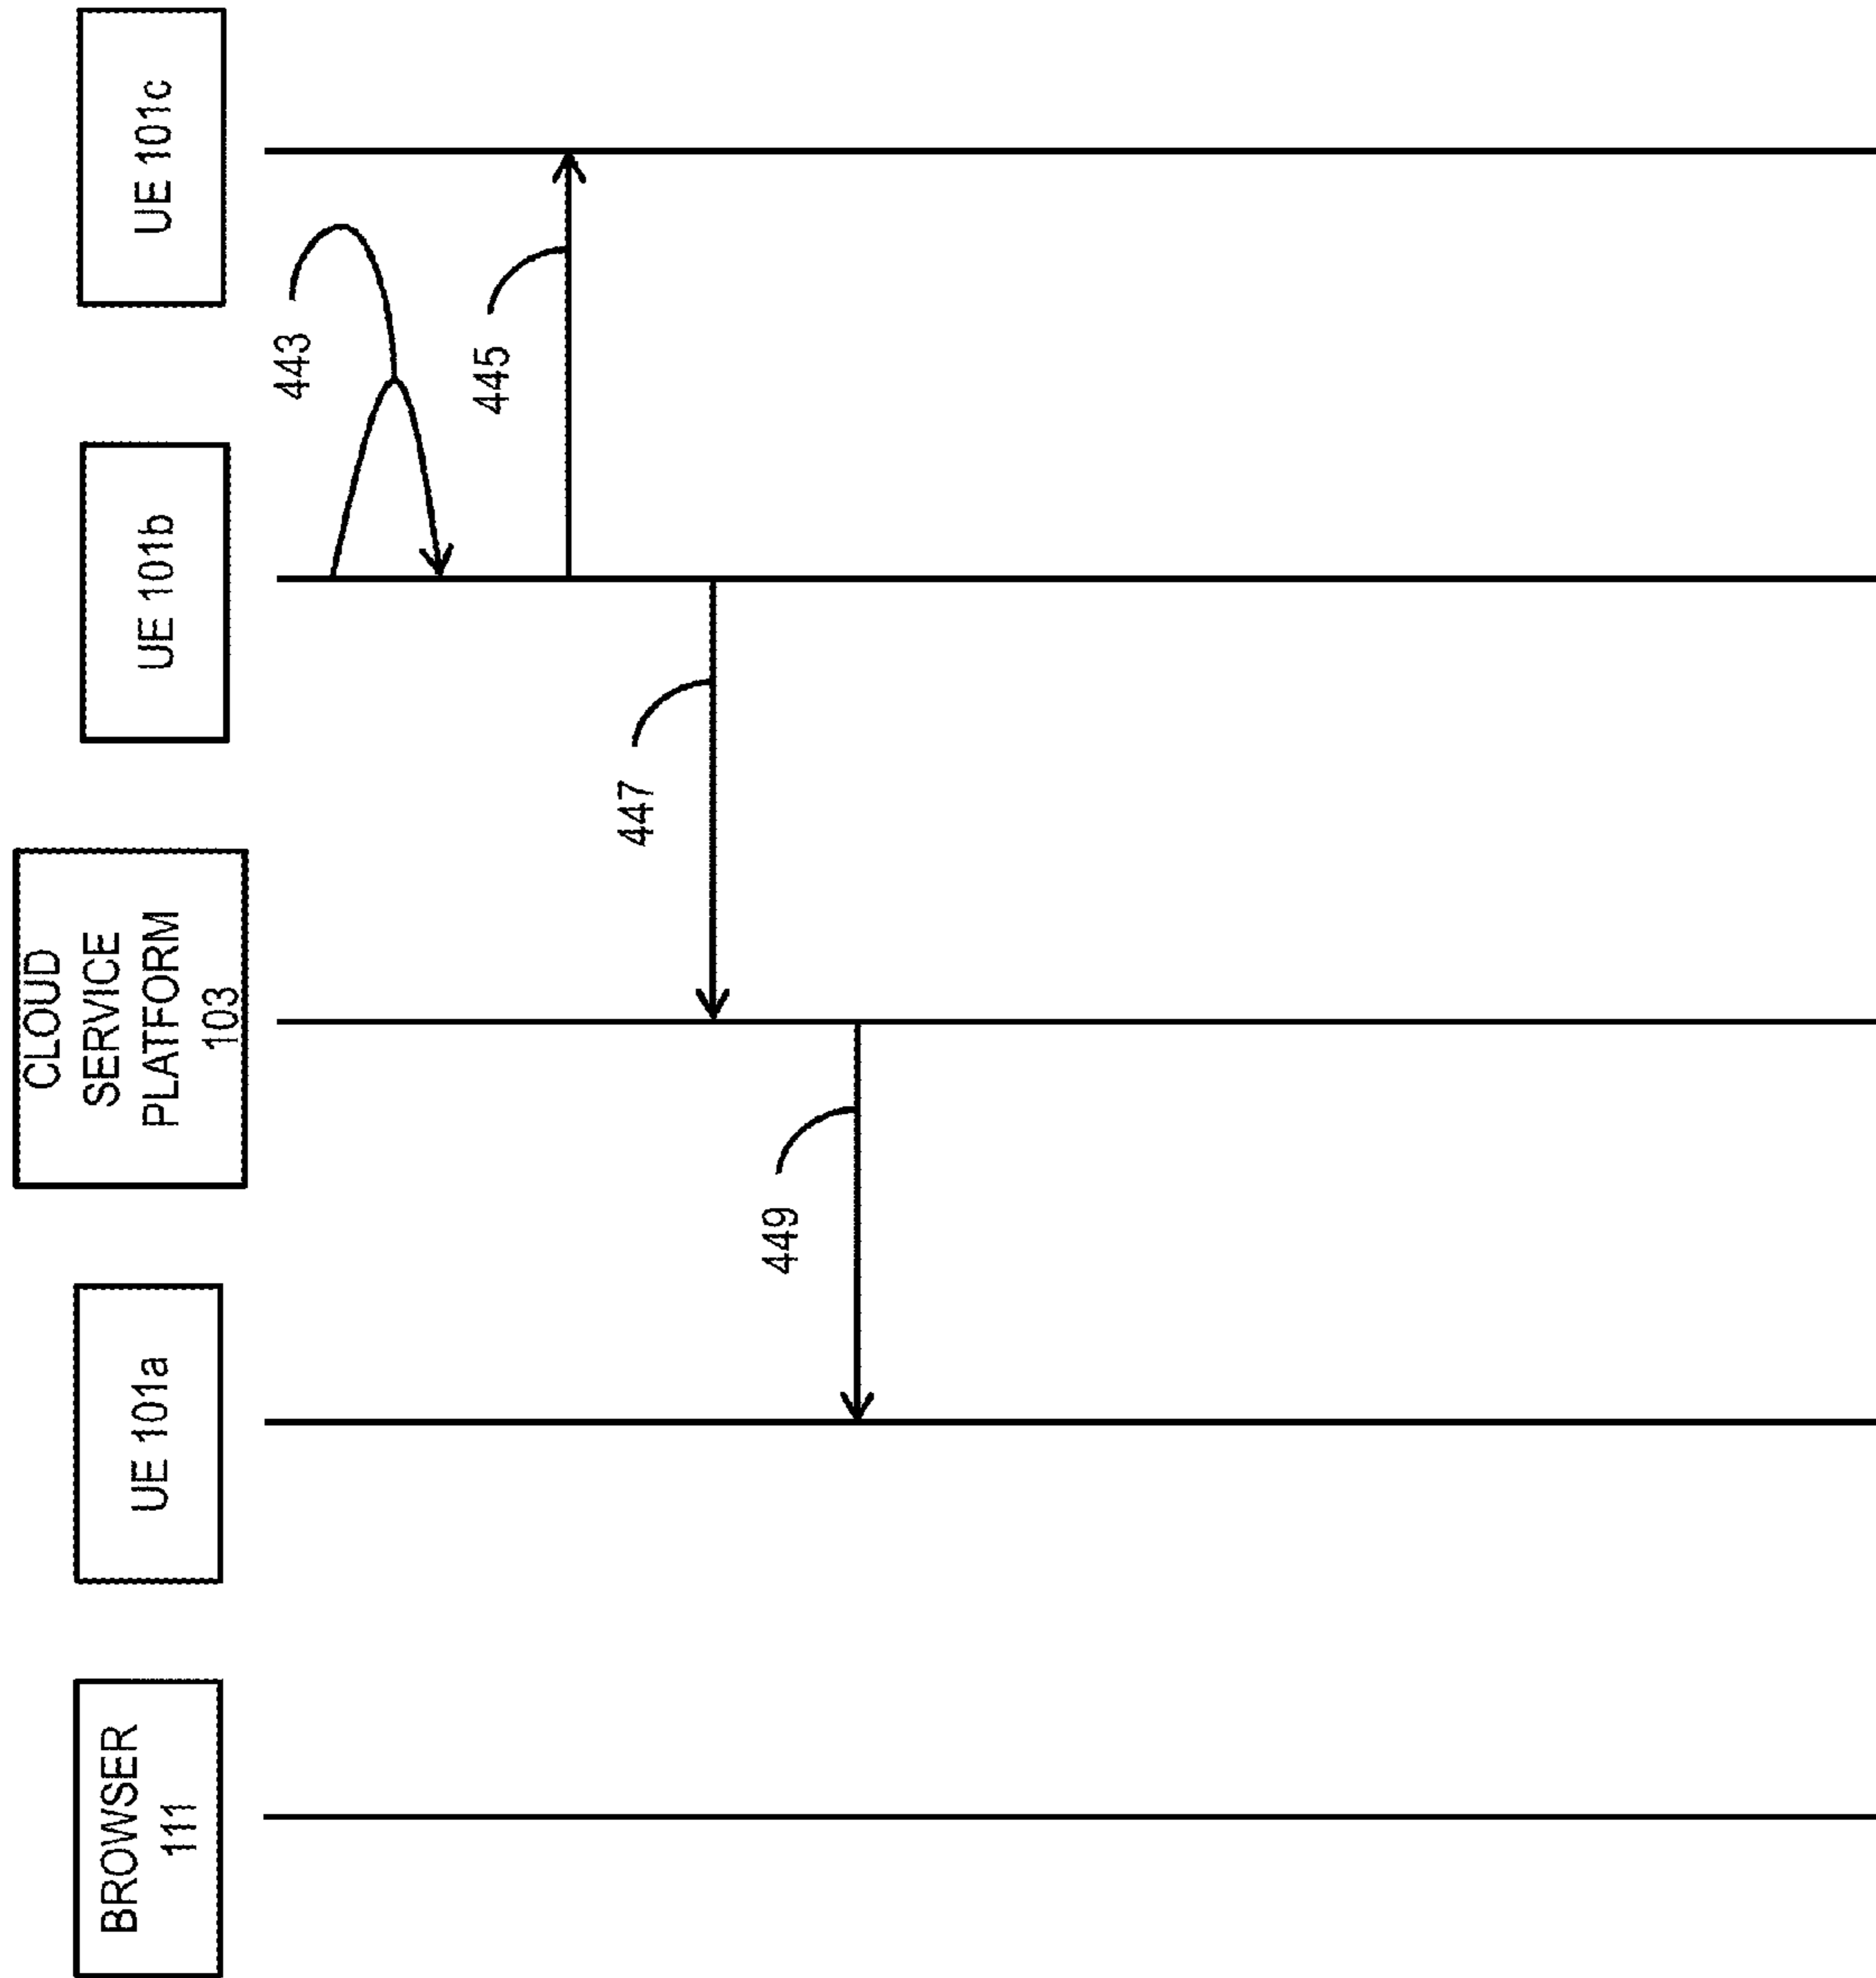 BROWSER
111
UE 101a
CLOUD
SERVICE
PLATFORM
103
UE 101b
UE 101c
443
445
447
449